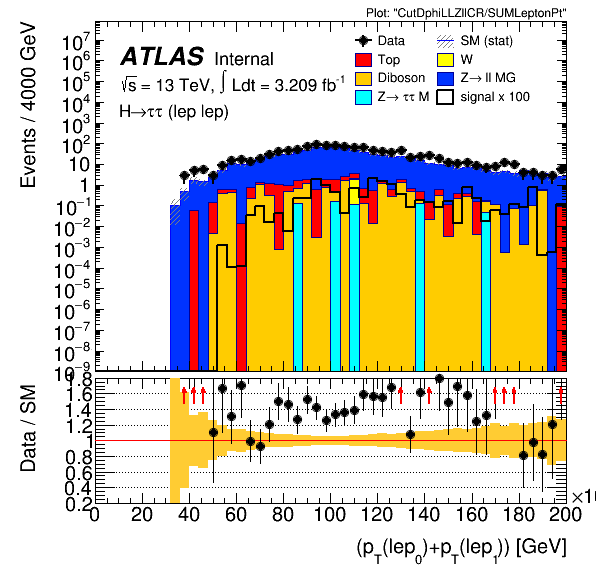 Plot: "CutDphiLLZllCR/SUMLeptonPt"
ATLAS Internal
√s = 13 TeV, ∫ Ldt = 3.209 fb⁻¹
H→ττ (lep lep)
Data
SM (stat)
Top
W
Diboson
Z→ ll MG
Z→ ττ M
signal x 100
Events / 4000 GeV
10⁷
10⁶
10⁵
10⁴
10³
10²
10
1
10⁻¹
10⁻²
10⁻³
10⁻⁴
10⁻⁵
10⁻⁶
10⁻⁷
10⁻⁸
10⁻⁹
Data / SM
1.8
1.6
1.4
1.2
1
0.8
0.6
0.4
0.2
0 20 40 60 80 100 120 140 160 180 200
×10
(p_T(lep₀)+p_T(lep₁)) [GeV]